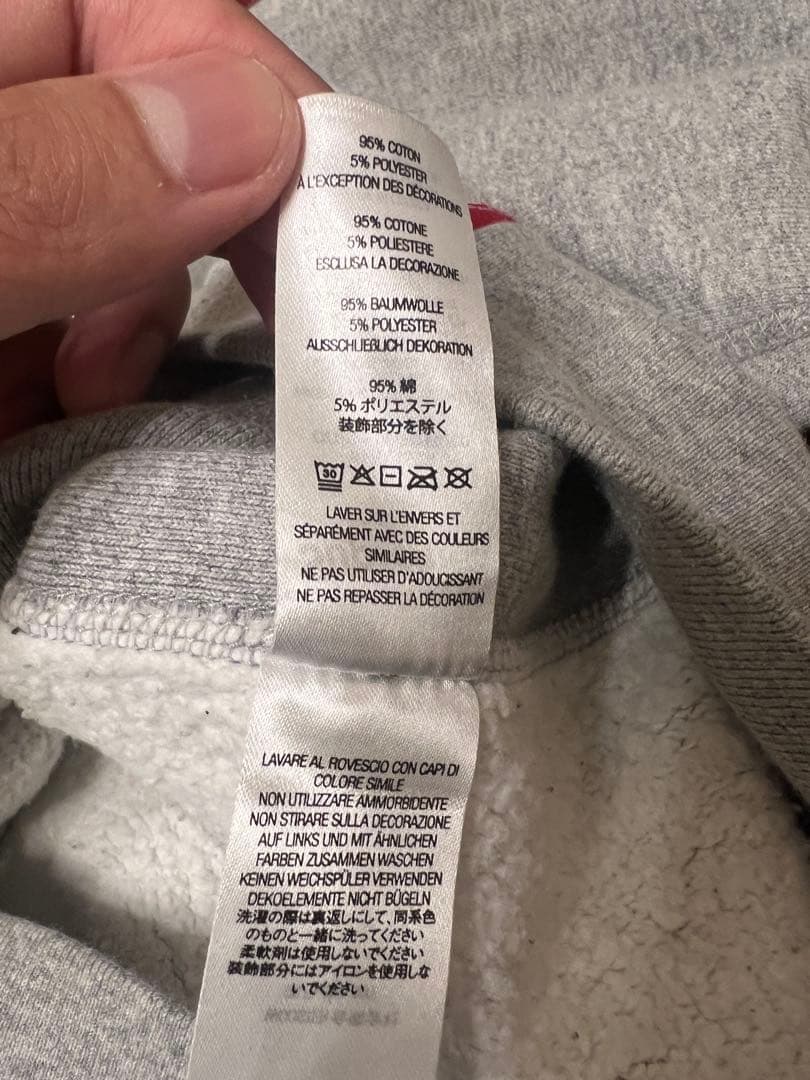 95% COTON
5% POLYESTER
À L'EXCEPTION DES DÉCORATIONS
95% COTONE
5% POLIESTERE
ESCLUSA LA DECORAZIONE
95% BAUMWOLLE
5% POLYESTER
AUSSCHLIEßLICH DEKORATION
95% 綿
5% ポリエステル
装飾部分を除く
30
LAVER SUR L'ENVERS ET
SÉPARÉMENT AVEC DES COULEURS
SIMILAIRES
NE PAS UTILISER D'ADOUCISSANT
NE PAS REPASSER LA DÉCORATION
LAVARE AL ROVESCIO CON CAPI DI
COLORE SIMILE
NON UTILIZZARE AMMORBIDENTE
NON STIRARE SULLA DECORAZIONE
AUF LINKS UND MIT ÄHNLICHEN
FARBEN ZUSAMMEN WASCHEN
KEINEN WEICHSPÜLER VERWENDEN
DEKOELEMENTE NICHT BÜGELN
洗濯の際は裏返しにして、同系色
のものと一緒に洗ってください
柔軟剤は使用しないでください
装飾部分にはアイロンを使用しな
いでください